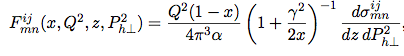 $F_{mn}^{ij}(x, Q^2, z, P_{h\perp}^2) = \frac{Q^2(1-x)}{4\pi^3\alpha} \left(1 + \frac{\gamma^2}{2x}\right)^{-1} \frac{d\sigma_{mn}^{ij}}{dz\, dP_{h\perp}^2},$